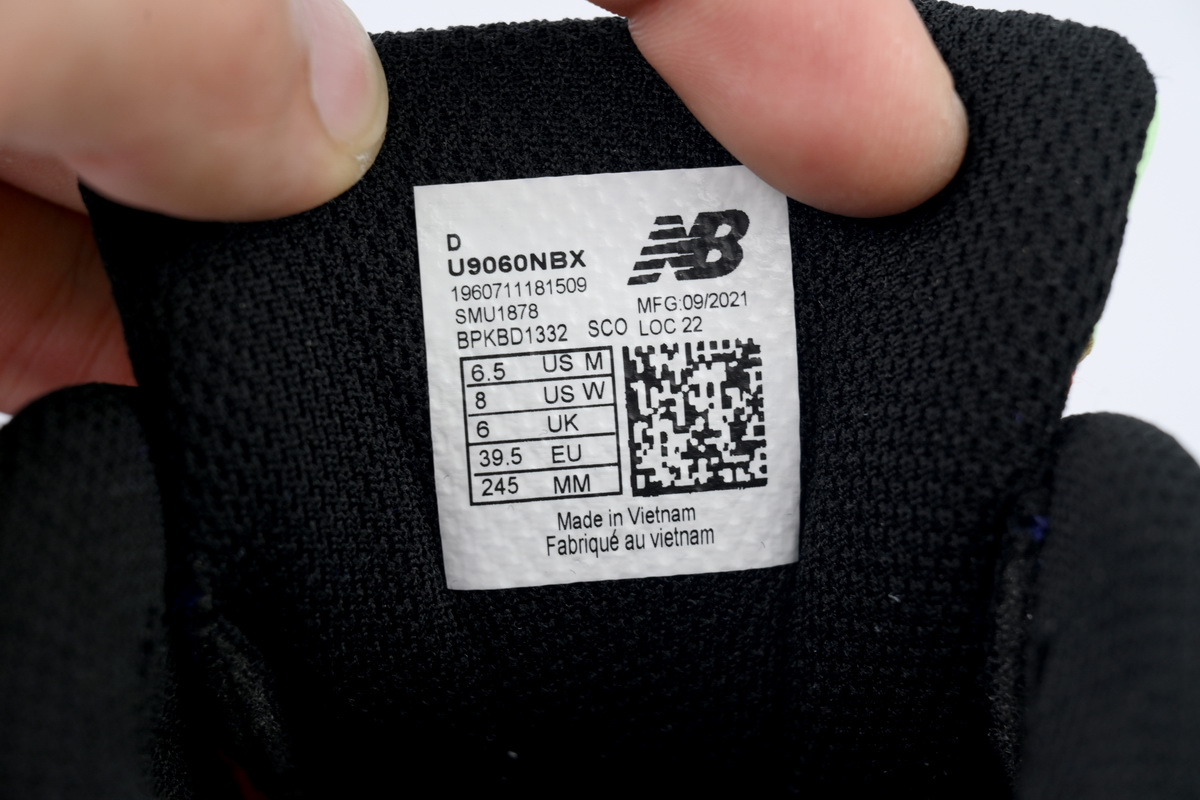 D
U9060NBX
NB
1960711181509
SMU1878
MFG:09/2021
BPKBD1332 SCO LOC 22
6.5 US M
8 US W
6 UK
39.5 EU
245 MM
Made in Vietnam
Fabriqué au vietnam